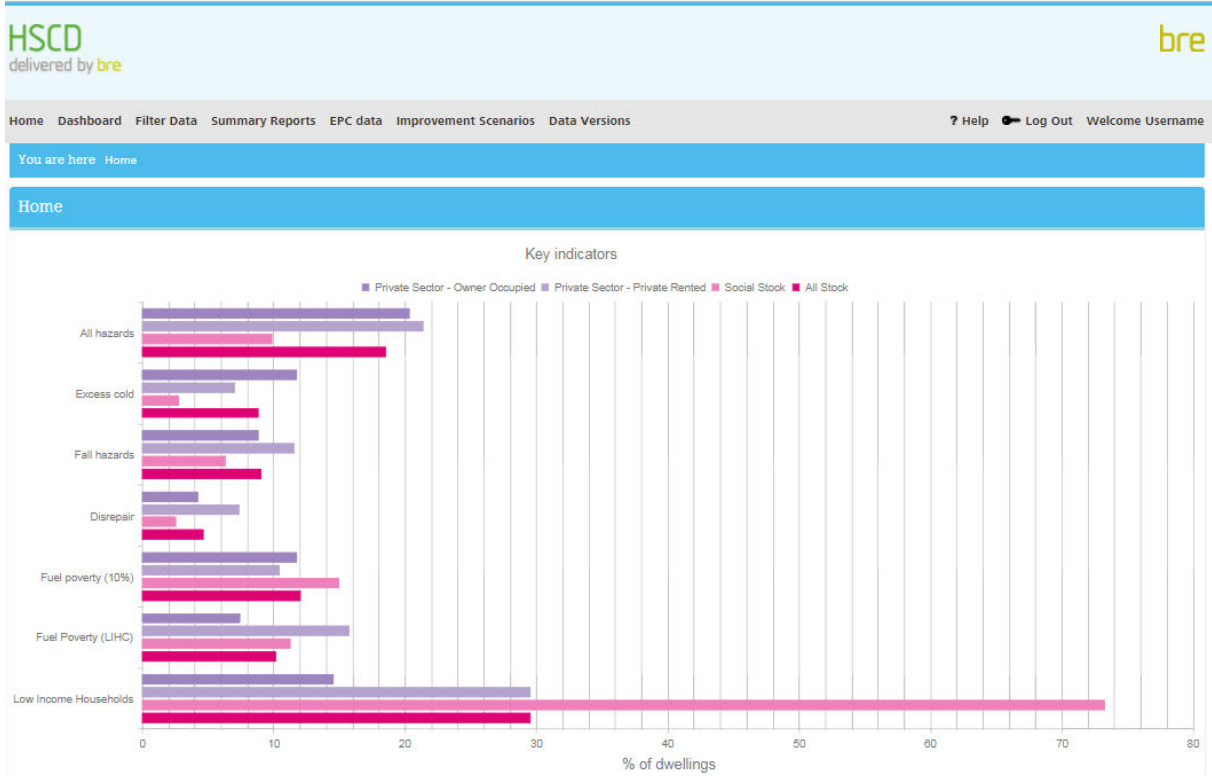 HSCD
delivered by bre
bre
Home Dashboard Filter Data Summary Reports EPC data Improvement Scenarios Data Versions ? Help Log Out Welcome Username
You are here Home
Home
Key indicators
Private Sector - Owner Occupied Private Sector - Private Rented Social Stock All Stock
All hazards
Excess cold
Fall hazards
Disrepair
Fuel poverty (10%)
Fuel Poverty (LIHC)
Low Income Households
0 10 20 30 40 50 60 70 80
% of dwellings